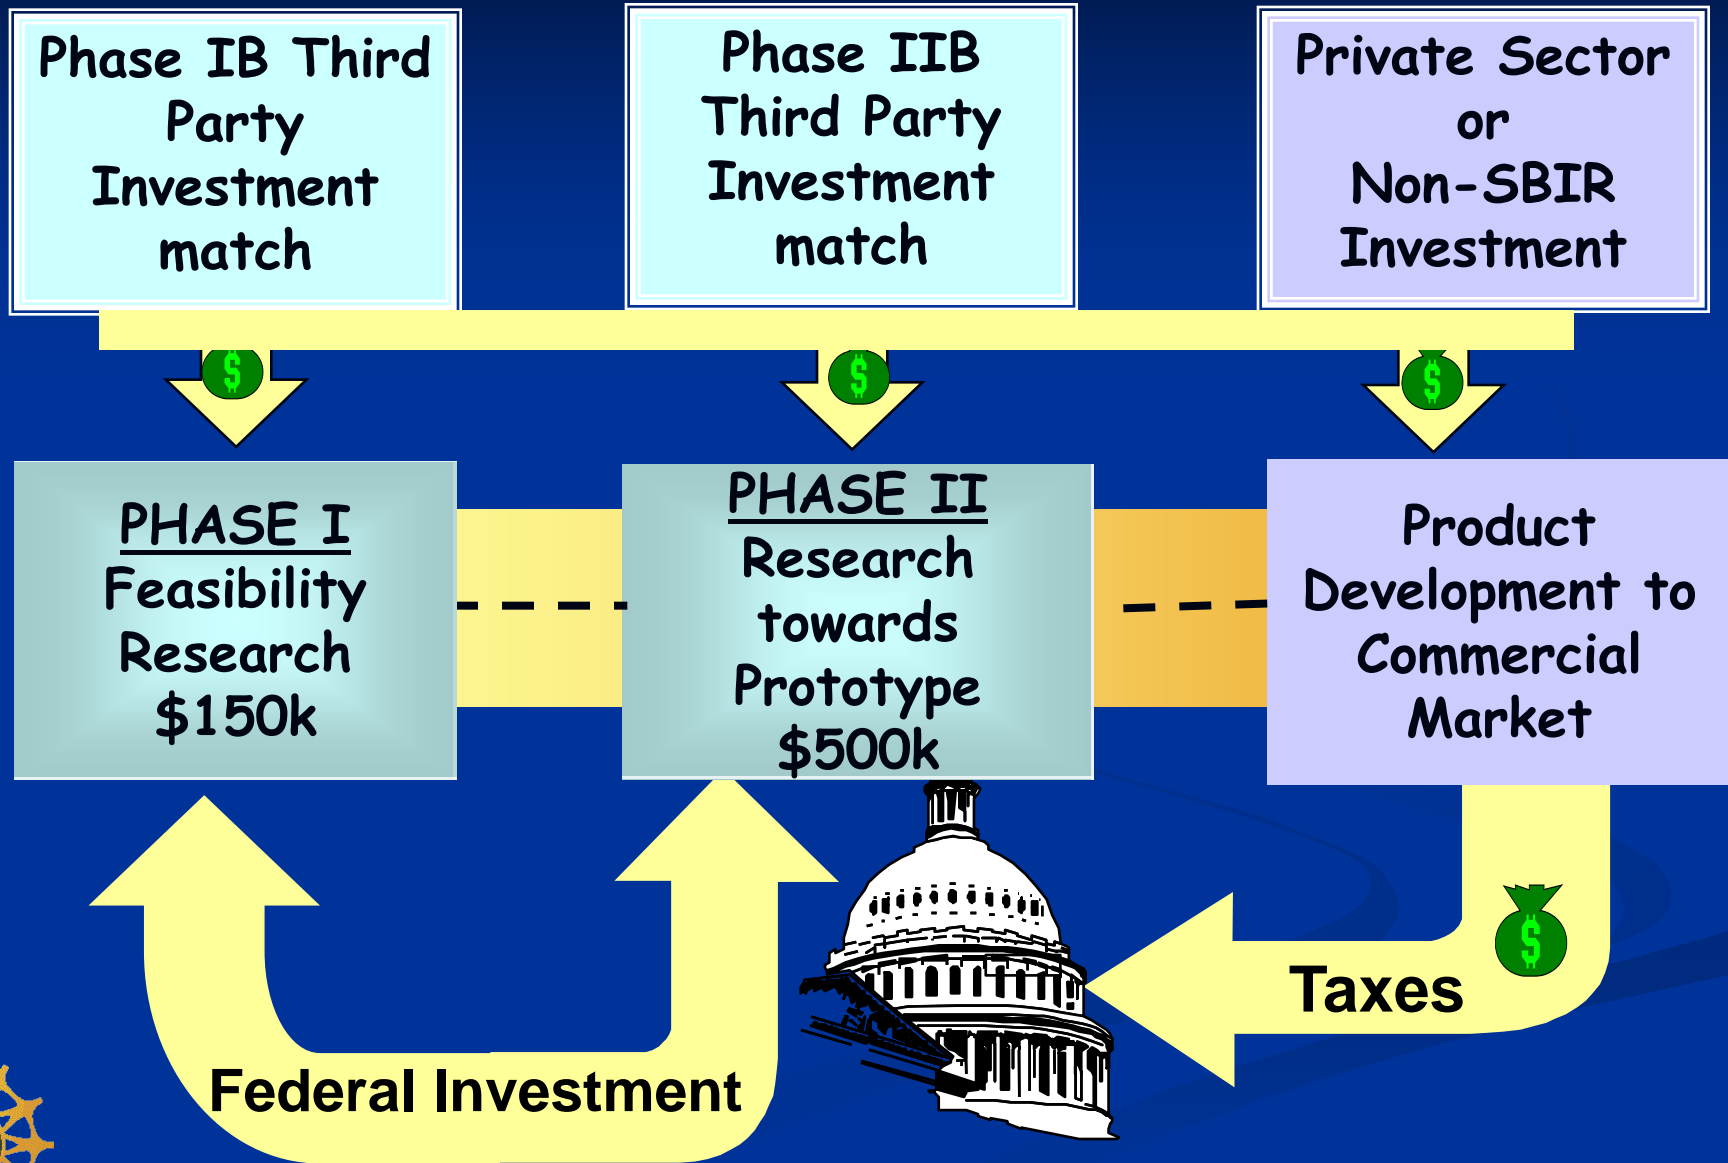 Phase IB Third
Party
Investment
match
Phase IIB
Third Party
Investment
match
Private Sector
or
Non-SBIR
Investment
$
$
$
PHASE I
Feasibility
Research
$150k
PHASE II
Research
towards
Prototype
$500k
Product
Development to
Commercial
Market
$
Taxes
Federal Investment